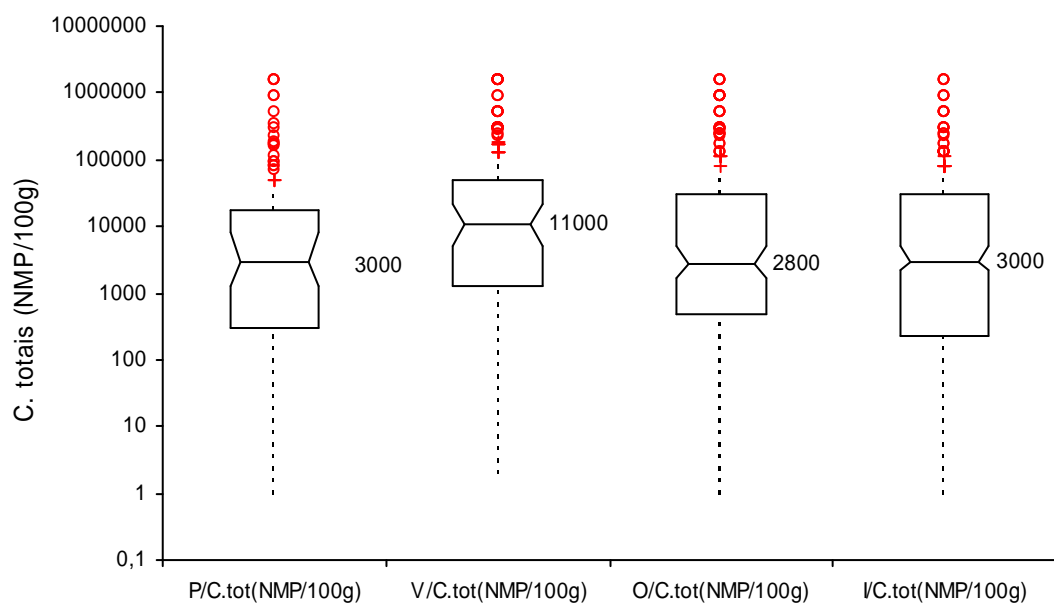 10000000
1000000
100000
10000
1000
100
10
1
0,1
C. totais (NMP/100g)
3000
11000
2800
3000
P/C.tot(NMP/100g)
V/C.tot(NMP/100g)
O/C.tot(NMP/100g)
I/C.tot(NMP/100g)